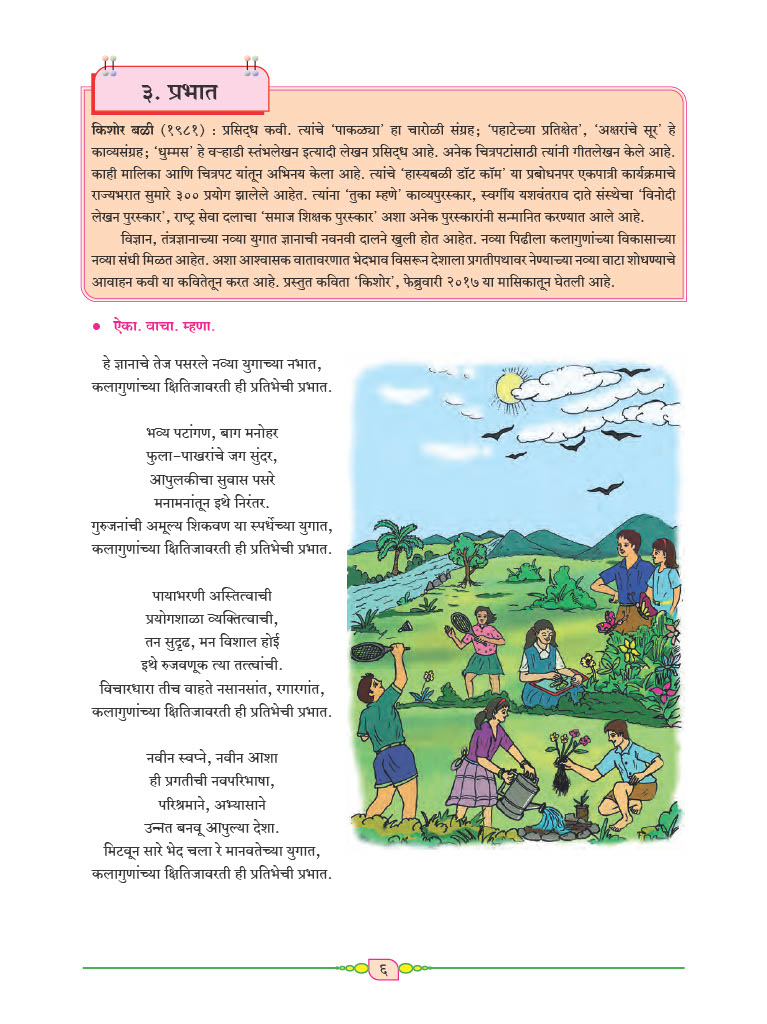 ३. प्रभात
किशोर बळी (१९८१) : प्रसिद्ध कवी. त्यांचे ‘पाकळ्या’ हा चारोळी संग्रह; ‘पहाटेच्या प्रतिक्षेत’, ‘अक्षरांचे सूर’ हे
काव्यसंग्रह; ‘धुम्मस’ हे वऱ्हाडी स्तंभलेखन इत्यादी लेखन प्रसिद्ध आहे. अनेक चित्रपटांसाठी त्यांनी गीतलेखन केले आहे.
काही मालिका आणि चित्रपट यांतून अभिनय केला आहे. त्यांचे ‘हास्यबळी डॉट कॉम’ या प्रबोधनपर एकपात्री कार्यक्रमाचे
राज्यभरात सुमारे ३०० प्रयोग झालेले आहेत. त्यांना ‘तुका म्हणे’ काव्यपुरस्कार, स्वर्गीय यशवंतराव दाते संस्थेचा ‘विनोदी
लेखन पुरस्कार’, राष्ट्र सेवा दलाचा ‘समाज शिक्षक पुरस्कार’ अशा अनेक पुरस्कारांनी सन्मानित करण्यात आले आहे.
विज्ञान, तंत्रज्ञानाच्या नव्या युगात ज्ञानाची नवनवी दालने खुली होत आहेत. नव्या पिढीला कलागुणांच्या विकासाच्या
नव्या संधी मिळत आहेत. अशा आश्वासक वातावरणात भेदभाव विसरून देशाला प्रगतीपथावर नेण्याच्या नव्या वाटा शोधण्याचे
आवाहन कवी या कवितेतून करत आहे. प्रस्तुत कविता ‘किशोर’, फेब्रुवारी २०१७ या मासिकातून घेतली आहे.
● ऐका. वाचा. म्हणा.
हे ज्ञानाचे तेज पसरले नव्या युगाच्या नभात,
कलागुणांच्या क्षितिजावरती ही प्रतिभेची प्रभात.
भव्य पटांगण, बाग मनोहर
फुला-पाखरांचे जग सुंदर,
आपुलकीचा सुवास पसरे
मनामनांतून इथे निरंतर.
गुरुजनांची अमूल्य शिकवण या स्पर्धेच्या युगात,
कलागुणांच्या क्षितिजावरती ही प्रतिभेची प्रभात.
पायाभरणी अस्तित्वाची
प्रयोगशाळा व्यक्तित्वाची,
तन सुदृढ, मन विशाल होई
इथे रुजवणूक त्या तत्त्वांची.
विचारधारा तीच वाहते नसानसांत, रगारगांत,
कलागुणांच्या क्षितिजावरती ही प्रतिभेची प्रभात.
नवीन स्वप्ने, नवीन आशा
ही प्रगतीची नवपरिभाषा,
परिश्रमाने, अभ्यासाने
उन्नत बनवू आपुल्या देशा.
मिटवून सारे भेद चला रे मानवतेच्या युगात,
कलागुणांच्या क्षितिजावरती ही प्रतिभेची प्रभात.
६